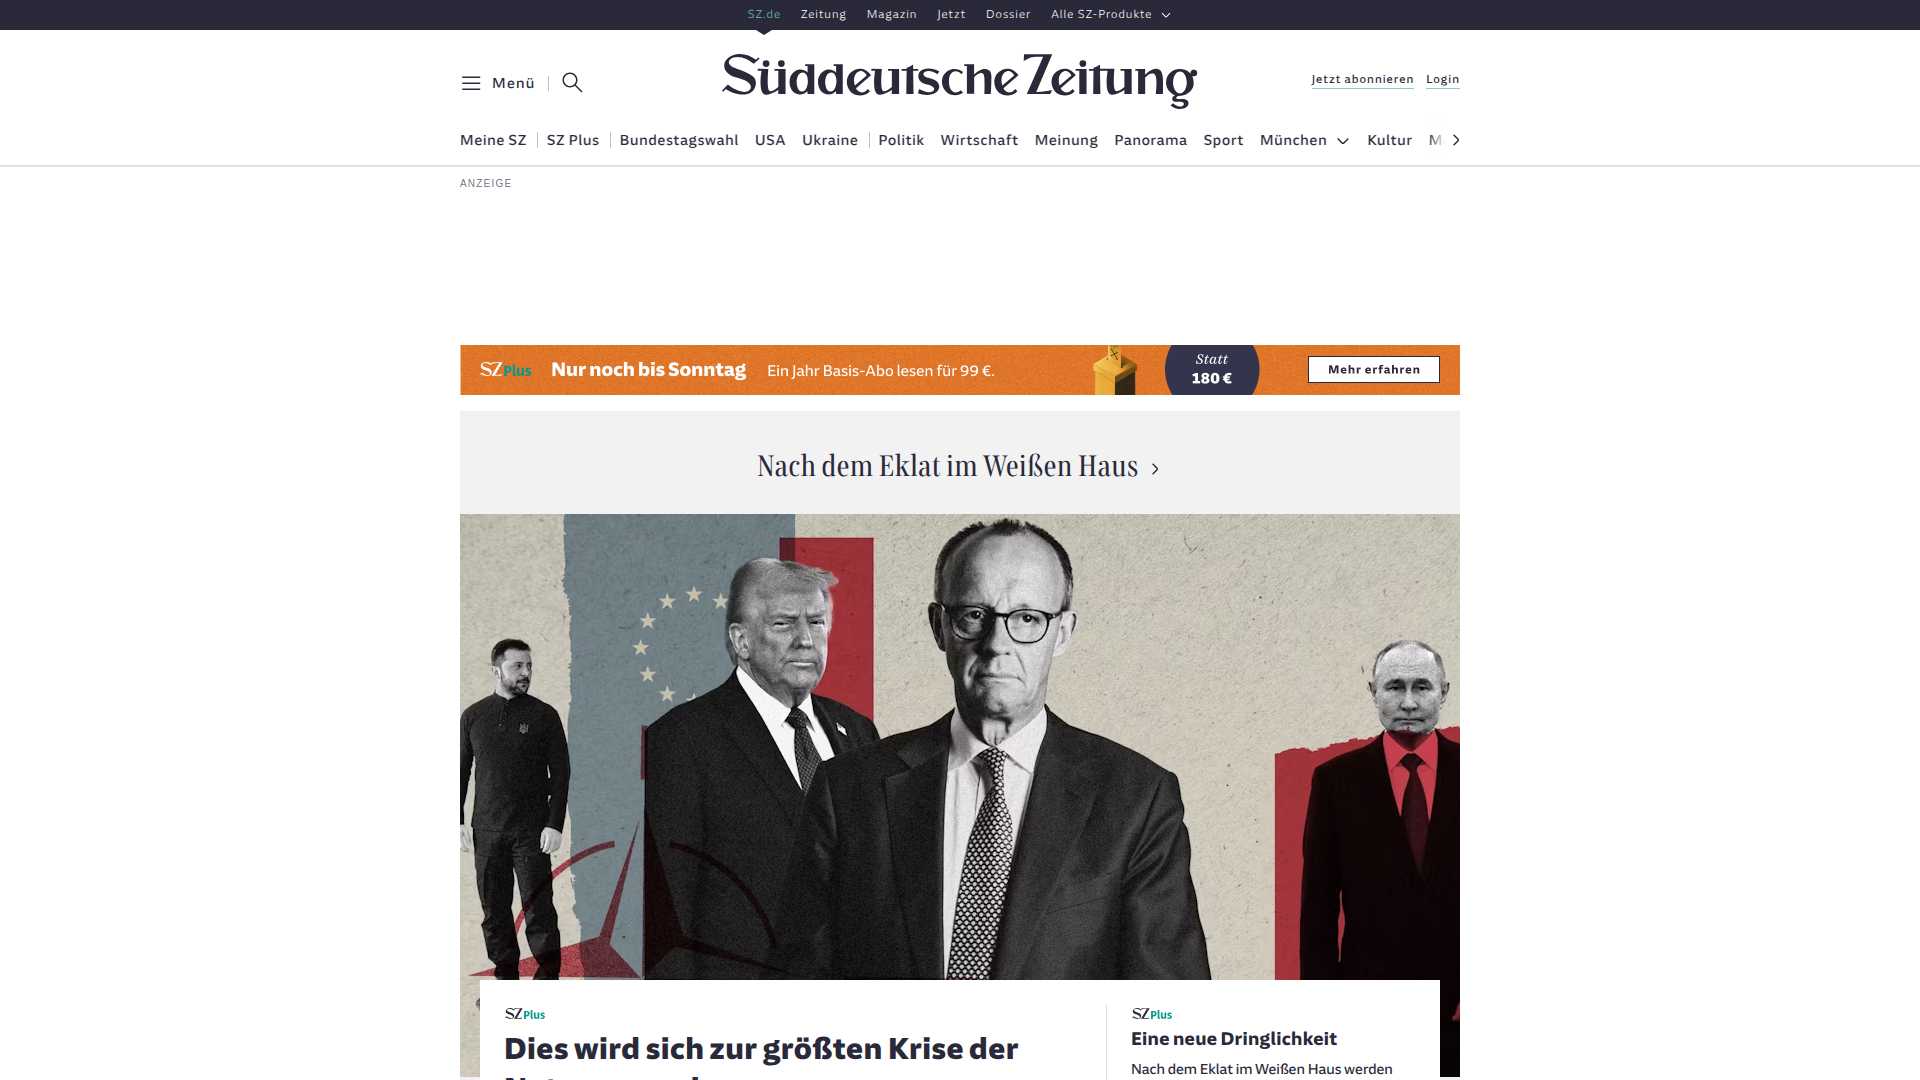 SZ.de Zeitung Magazin Jetzt Dossier Alle SZ-Produkte
Menü
Süddeutsche Zeitung
Jetzt abonnieren Login
Meine SZ SZ Plus Bundestagswahl USA Ukraine Politik Wirtschaft Meinung Panorama Sport München Kultur M
ANZEIGE
SZ Plus Nur noch bis Sonntag Ein Jahr Basis-Abo lesen für 99 €.
Statt
180 €
Mehr erfahren
Nach dem Eklat im Weißen Haus
SZ Plus
Dies wird sich zur größten Krise der
SZ Plus
Eine neue Dringlichkeit
Nach dem Eklat im Weißen Haus werden